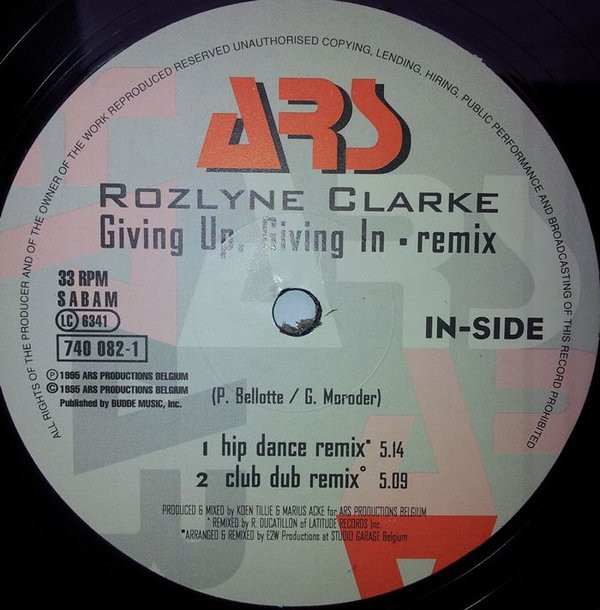 ALL RIGHTS OF THE PRODUCER AND OF THE OWNER OF THE WORK REPRODUCED RESERVED UNAUTHORISED COPYING, LENDING, HIRING, PUBLIC PERFORMANCE AND BROADCASTING OF THIS RECORD PROHIBITED
ARS
ROZLYNE CLARKE
Giving Up, Giving In • remix
33 RPM
SABAM
LC 6341
IN-SIDE
740 082-1
Ⓟ 1995 ARS PRODUCTIONS BELGIUM
© 1995 ARS PRODUCTIONS BELGIUM
Published by BUDDE MUSIC, Inc.
(P. Bellotte / G. Moroder)
1 hip dance remix* 5.14
2 club dub remix° 5.09
PRODUCED & MIXED by KOEN TILLIE & MARIUS ACKE for ARS PRODUCTIONS BELGIUM
° REMIXED by R. DUCATILLON of LATITUDE RECORDS Inc.
*ARRANGED & REMIXED by E2W Productions at STUDIO GARAGE Belgium